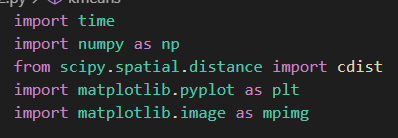 import time
import numpy as np
from scipy.spatial.distance import cdist
import matplotlib.pyplot as plt
import matplotlib.image as mpimg